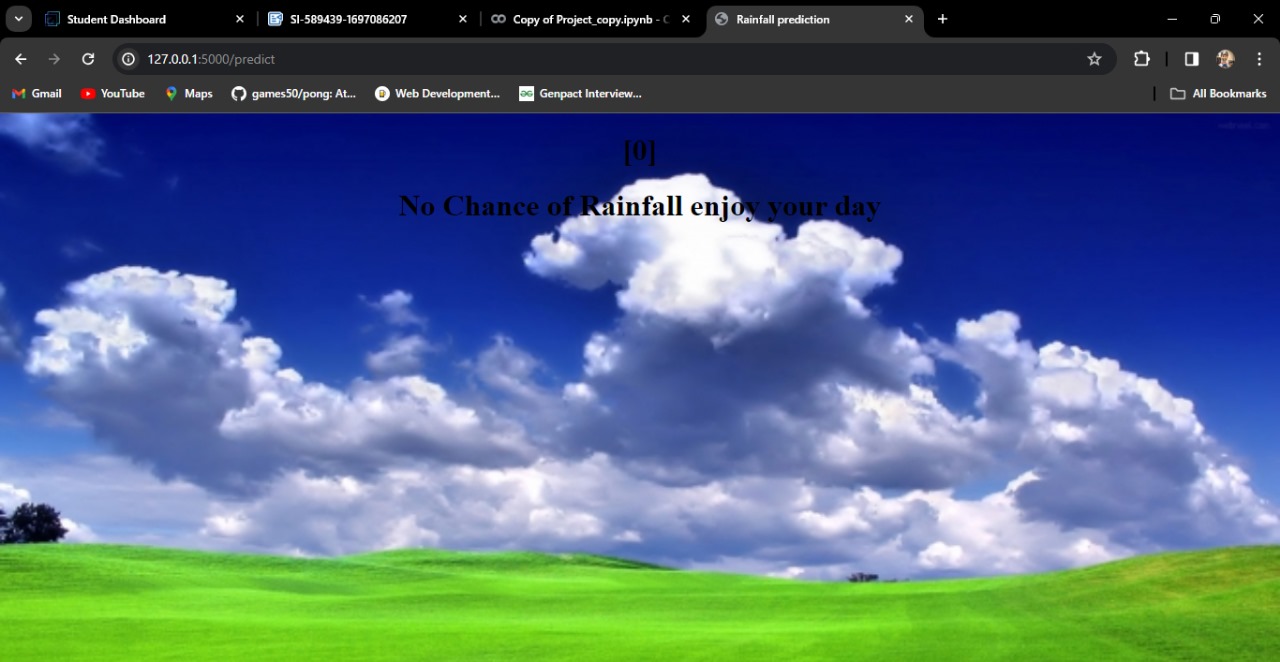 Student Dashboard
SI-589439-1697086207
Copy of Project_copy.ipynb - C
Rainfall prediction
127.0.0.1:5000/predict
Gmail
YouTube
Maps
games50/pong: At...
Web Development...
Genpact Interview...
All Bookmarks
[0]
No Chance of Rainfall enjoy your day